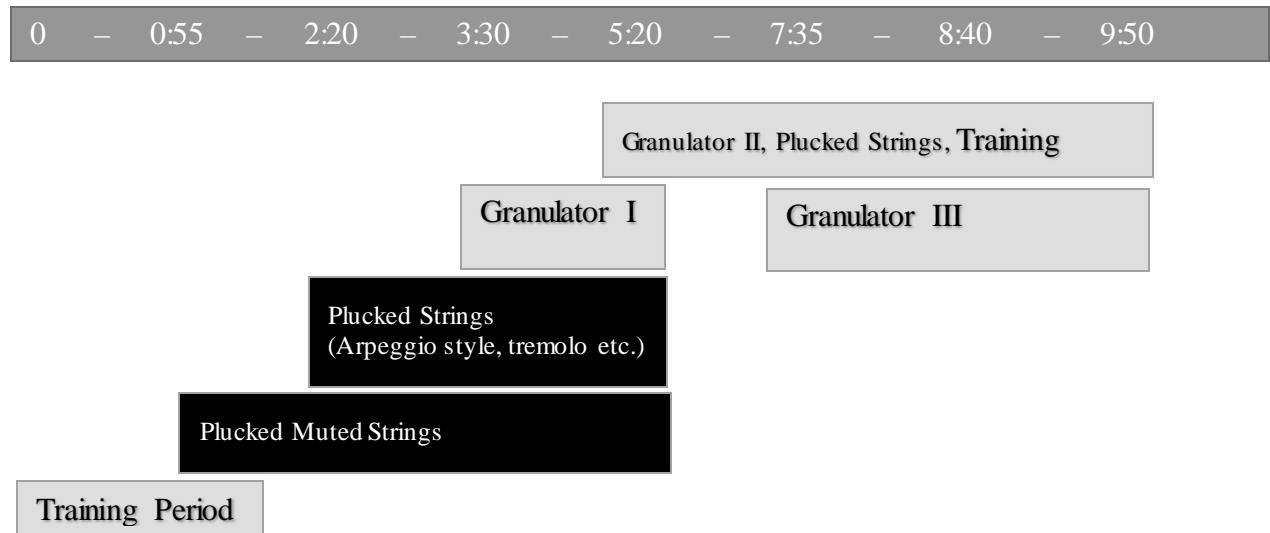 0 – 0:55 – 2:20 – 3:30 – 5:20 – 7:35 – 8:40 – 9:50
Granulator II, Plucked Strings, Training
Granulator I
Granulator III
Plucked Strings
(Arpeggio style, tremolo etc.)
Plucked Muted Strings
Training Period